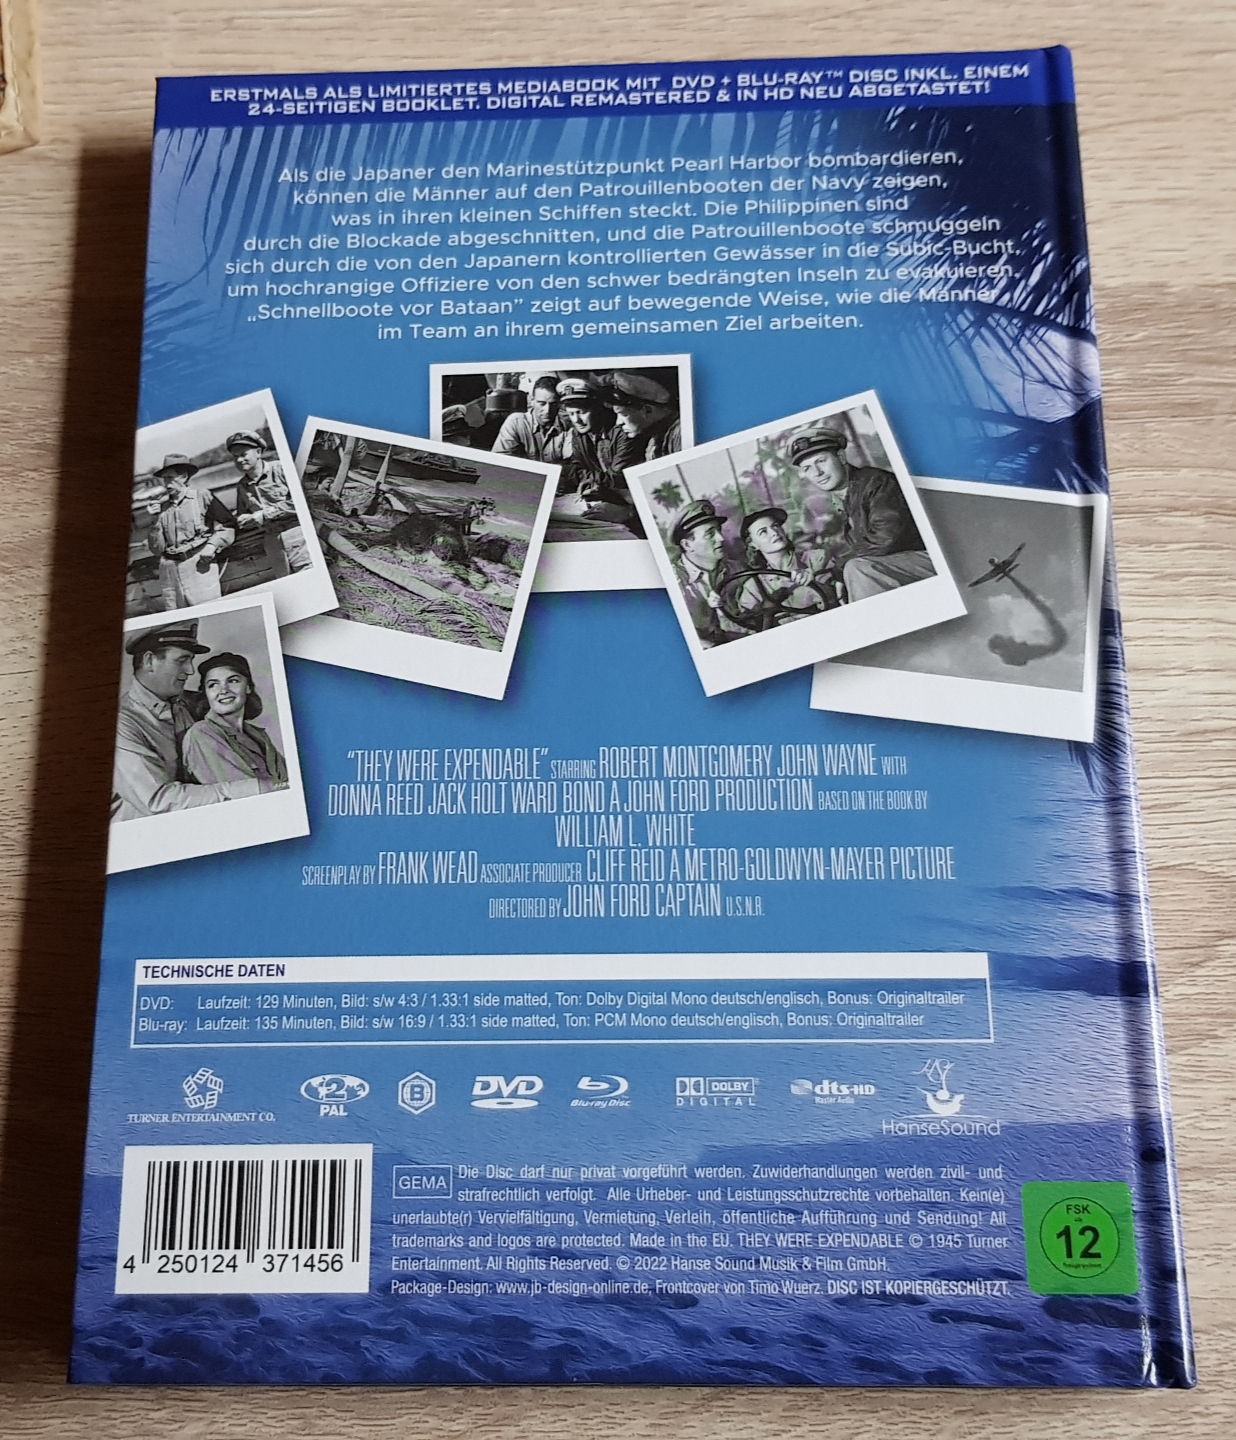 ERSTMALS ALS LIMITIERTES MEDIABOOK MIT DVD + BLU-RAY™ DISC INKL. EINEM
24-SEITIGEN BOOKLET. DIGITAL REMASTERED & IN HD NEU ABGETASTET!
Als die Japaner den Marinestützpunkt Pearl Harbor bombardieren,
können die Männer auf den Patrouillenbooten der Navy zeigen,
was in ihren kleinen Schiffen steckt. Die Philippinen sind
durch die Blockade abgeschnitten, und die Patrouillenboote schmuggeln
sich durch die von den Japanern kontrollierten Gewässer in die Subic-Bucht,
um hochrangige Offiziere von den schwer bedrängten Inseln zu evakuieren.
„Schnellboote vor Bataan” zeigt auf bewegende Weise, wie die Männer
im Team an ihrem gemeinsamen Ziel arbeiten.
“THEY WERE EXPENDABLE” STARRING ROBERT MONTGOMERY JOHN WAYNE WITH
DONNA REED JACK HOLT WARD BOND A JOHN FORD PRODUCTION BASED ON THE BOOK BY
WILLIAM L. WHITE
SCREENPLAY BY FRANK WEAD ASSOCIATE PRODUCER CLIFF REID A METRO-GOLDWYN-MAYER PICTURE
DIRECTORED BY JOHN FORD CAPTAIN U.S.N.R.
TECHNISCHE DATEN
DVD: Laufzeit: 129 Minuten, Bild: s/w 4:3 / 1.33:1 side matted, Ton: Dolby Digital Mono deutsch/englisch, Bonus: Originaltrailer
Blu-ray: Laufzeit: 135 Minuten, Bild: s/w 16:9 / 1.33:1 side matted, Ton: PCM Mono deutsch/englisch, Bonus: Originaltrailer
TURNER ENTERTAINMENT CO.
2
PAL
B
DVD
Blu-ray Disc
DOLBY
DIGITAL
dts-HD
Master Audio
HanseSound
4 250124 371456
GEMA
Die Disc darf nur privat vorgeführt werden. Zuwiderhandlungen werden zivil- und
strafrechtlich verfolgt. Alle Urheber- und Leistungsschutzrechte vorbehalten. Kein(e)
unerlaubte(r) Vervielfältigung, Vermietung, Verleih, öffentliche Aufführung und Sendung! All
trademarks and logos are protected. Made in the EU. THEY WERE EXPENDABLE © 1945 Turner
Entertainment. All Rights Reserved. © 2022 Hanse Sound Musik & Film GmbH.
Package-Design: www.jb-design-online.de, Frontcover von Timo Wuerz. DISC IST KOPIERGESCHÜTZT.
FSK
ab
12
freigegeben